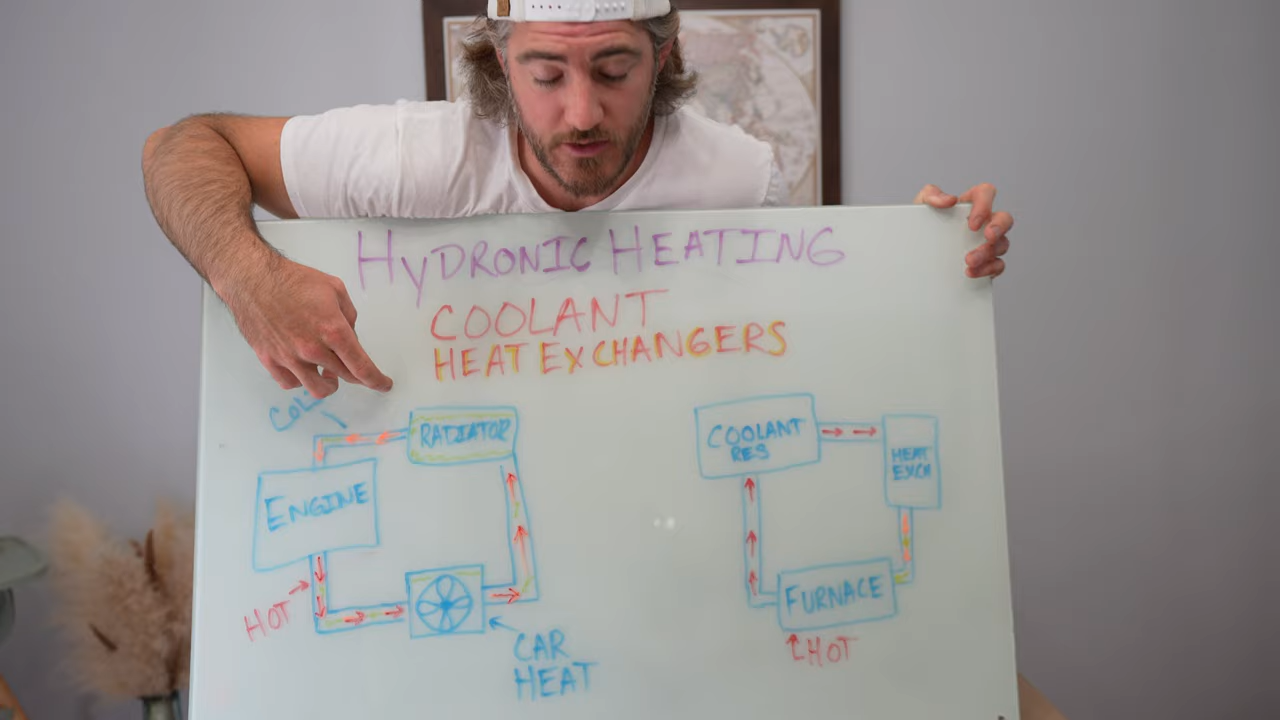 HyDRONIC HEATING
COOLANT
HEAT EXCHANGERS
RADIATOR
ENGINE
HOT
CAR
HEAT
COOLANT
RES
HEAT
EXCH
FURNACE
HOT